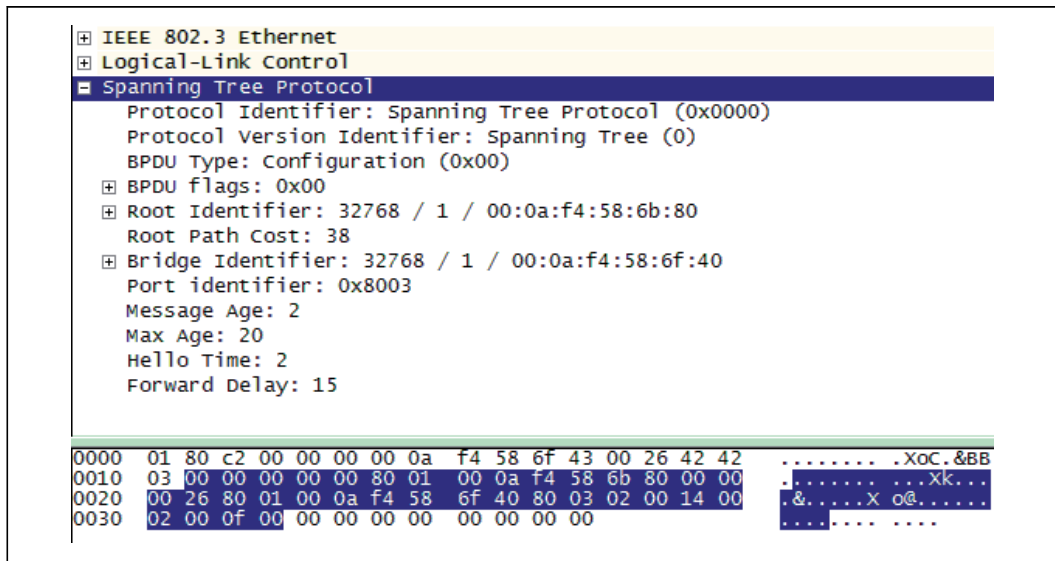 IEEE 802.3 Ethernet
Logical-Link Control
Spanning Tree Protocol
Protocol Identifier: Spanning Tree Protocol (0x0000)
Protocol Version Identifier: Spanning Tree (0)
BPDU Type: Configuration (0x00)
BPDU flags: 0x00
Root Identifier: 32768 / 1 / 00:0a:f4:58:6b:80
Root Path Cost: 38
Bridge Identifier: 32768 / 1 / 00:0a:f4:58:6f:40
Port identifier: 0x8003
Message Age: 2
Max Age: 20
Hello Time: 2
Forward Delay: 15
0000 01 80 c2 00 00 00 00 0a f4 58 6f 43 00 26 42 42 ........ .XoC.&BB
0010 03 00 00 00 00 00 80 01 00 0a f4 58 6b 80 00 00 ........ ...Xk...
0020 00 26 80 01 00 0a f4 58 6f 40 80 03 02 00 14 00 .&.....X o@......
0030 02 00 0f 00 00 00 00 00 00 00 00 00 ........ ....